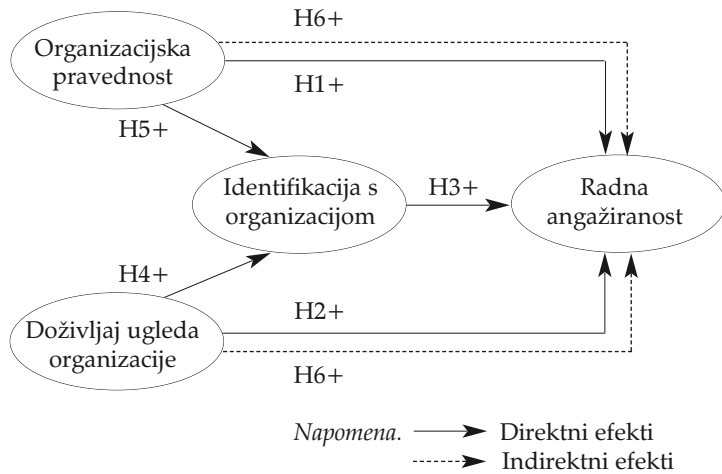 H6+
Organizacijska
pravednost
H1+
H5+
Identifikacija s
organizacijom
H3+
Radna
angažiranost
H4+
H2+
Doživljaj ugleda
organizacije
H6+
Napomena.
Direktni efekti
Indirektni efekti